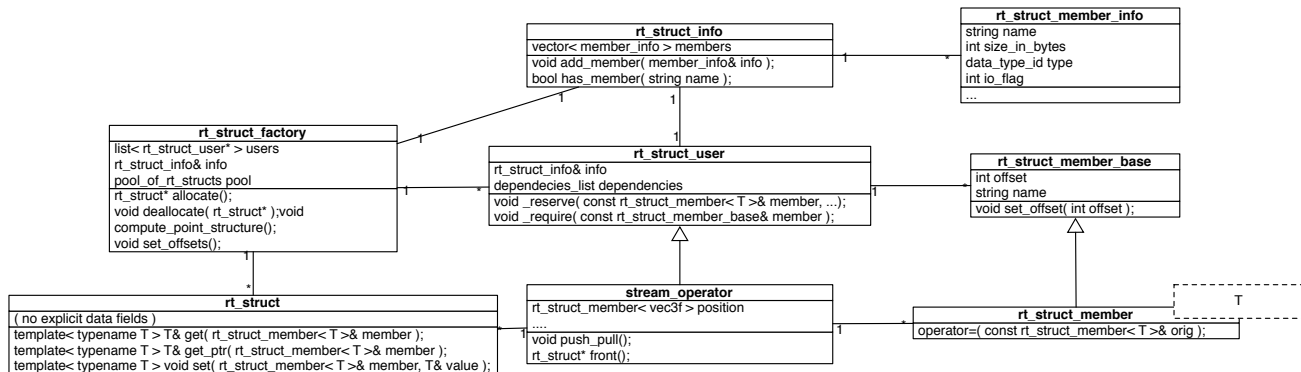 rt_struct_member_info
string name
int size_in_bytes
data_type_id type
int io_flag
...
rt_struct_info
vector< member_info > members
void add_member( member_info& info );
bool has_member( string name );
1
*
1
1
1
1
rt_struct_factory
list< rt_struct_user* > users
rt_struct_info& info
pool_of_rt_structs pool
rt_struct* allocate();
void deallocate( rt_struct* );void
compute_point_structure();
void set_offsets();
1
*
rt_struct_user
rt_struct_info& info
dependecies_list dependencies
void _reserve( const rt_struct_member< T >& member, ...);
void _require( const rt_struct_member_base& member );
1
*
rt_struct_member_base
int offset
string name
void set_offset( int offset );
1
*
rt_struct
( no explicit data fields )
template< typename T > T& get( rt_struct_member< T >& member );
template< typename T > T& get_ptr( rt_struct_member< T >& member );
template< typename T > void set( rt_struct_member< T >& member, T& value );
*
1
stream_operator
rt_struct_member< vec3f > position
....
void push_pull();
rt_struct* front();
1
*
T
rt_struct_member
operator=( const rt_struct_member< T >& orig );